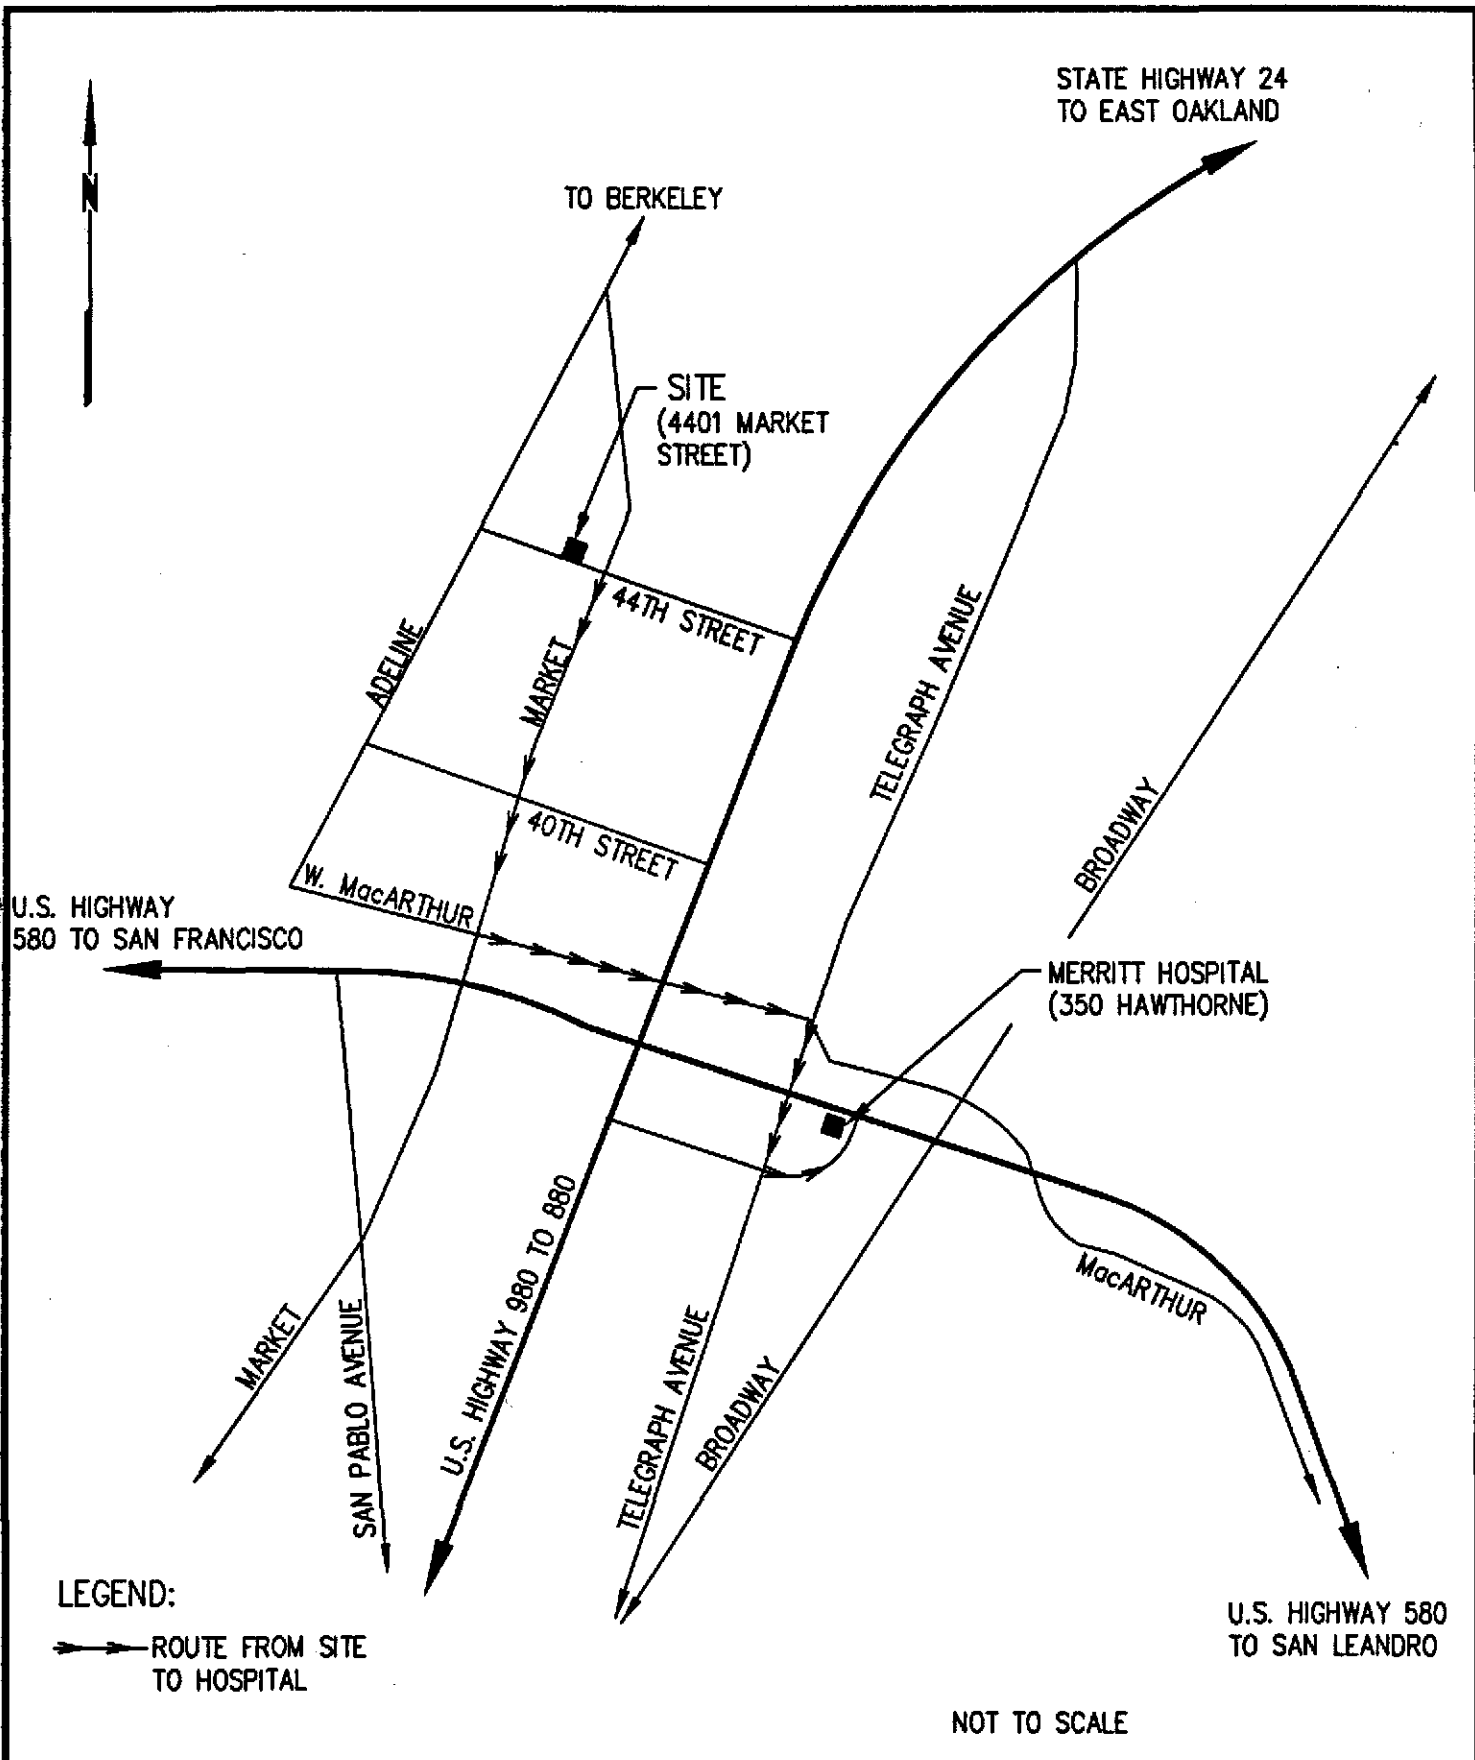 STATE HIGHWAY 24
TO EAST OAKLAND
N
TO BERKELEY
SITE
(4401 MARKET
STREET)
44TH STREET
ADELINE
MARKET
TELEGRAPH AVENUE
BROADWAY
40TH STREET
W. MacARTHUR
U.S. HIGHWAY
580 TO SAN FRANCISCO
MERRITT HOSPITAL
(350 HAWTHORNE)
MacARTHUR
U.S. HIGHWAY 980 TO 880
MARKET
SAN PABLO AVENUE
TELEGRAPH AVENUE
BROADWAY
LEGEND:
ROUTE FROM SITE
TO HOSPITAL
U.S. HIGHWAY 580
TO SAN LEANDRO
NOT TO SCALE